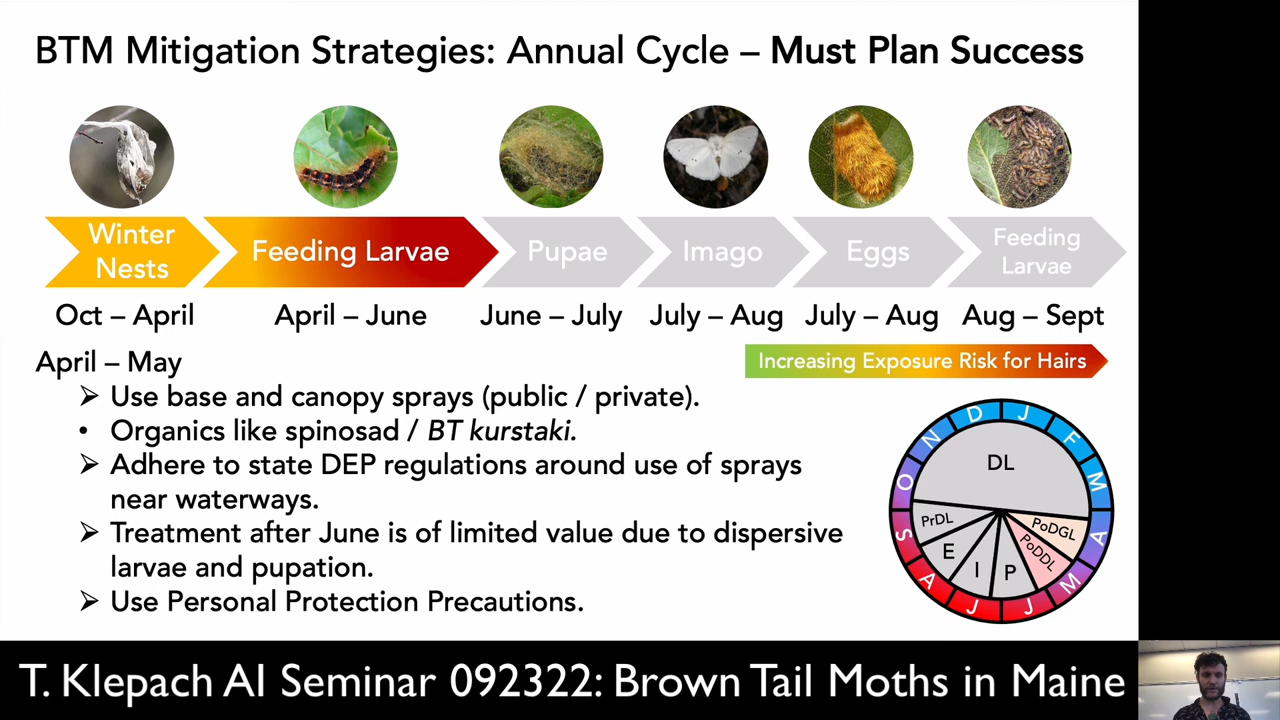 BTM Mitigation Strategies: Annual Cycle – Must Plan Success
Winter
Nests
Feeding Larvae
Pupae
Imago
Eggs
Feeding
Larvae
Oct – April
April – June
June – July
July – Aug
July – Aug
Aug – Sept
Increasing Exposure Risk for Hairs
April – May
➢ Use base and canopy sprays (public / private).
• Organics like spinosad / BT kurstaki.
➢ Adhere to state DEP regulations around use of sprays
near waterways.
➢ Treatment after June is of limited value due to dispersive
larvae and pupation.
➢ Use Personal Protection Precautions.
J
F
M
A
M
J
J
A
S
O
N
D
DL
PoDGL
PoDDL
P
I
E
PrDL
T. Klepach AI Seminar 092322: Brown Tail Moths in Maine